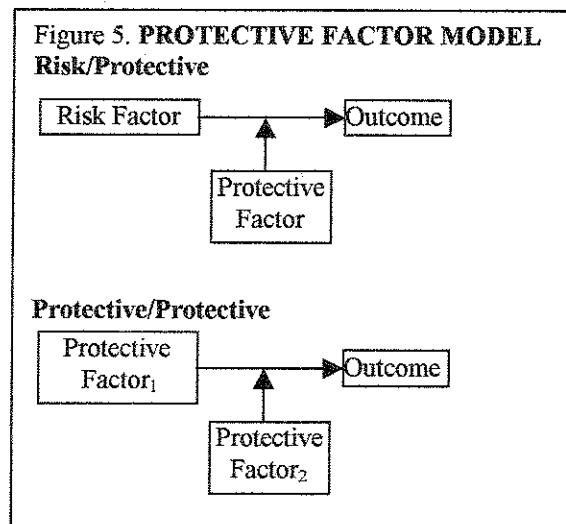 Figure 5. PROTECTIVE FACTOR MODEL
Risk/Protective
Risk Factor
Outcome
Protective
Factor
Protective/Protective
Protective
Factor₁
Outcome
Protective
Factor₂